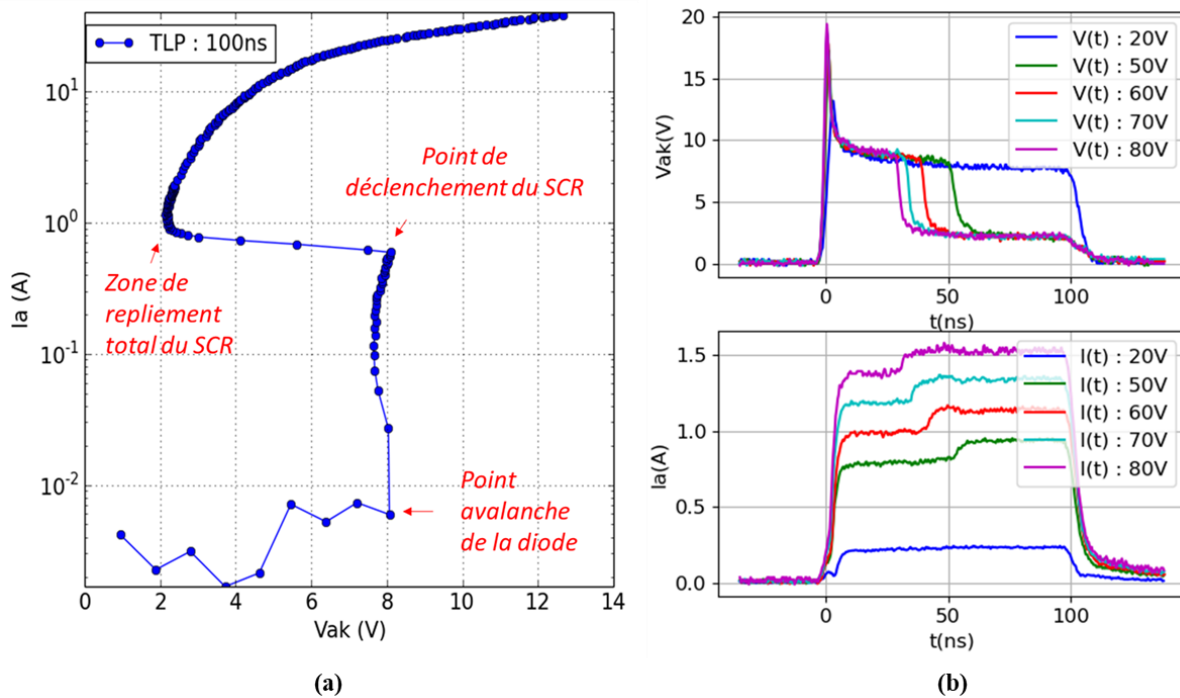 TLP : 100ns
10¹
10⁰
10⁻¹
10⁻²
Ia (A)
Point de
déclenchement du SCR
Zone de
repliement
total du SCR
Point
avalanche
de la diode
0 2 4 6 8 10 12 14
Vak (V)
(a)
20
15
10
5
0
Vak(V)
V(t) : 20V
V(t) : 50V
V(t) : 60V
V(t) : 70V
V(t) : 80V
0 50 100
t(ns)
1.5
1.0
0.5
0.0
Ia(A)
I(t) : 20V
I(t) : 50V
I(t) : 60V
I(t) : 70V
I(t) : 80V
0 50 100
t(ns)
(b)